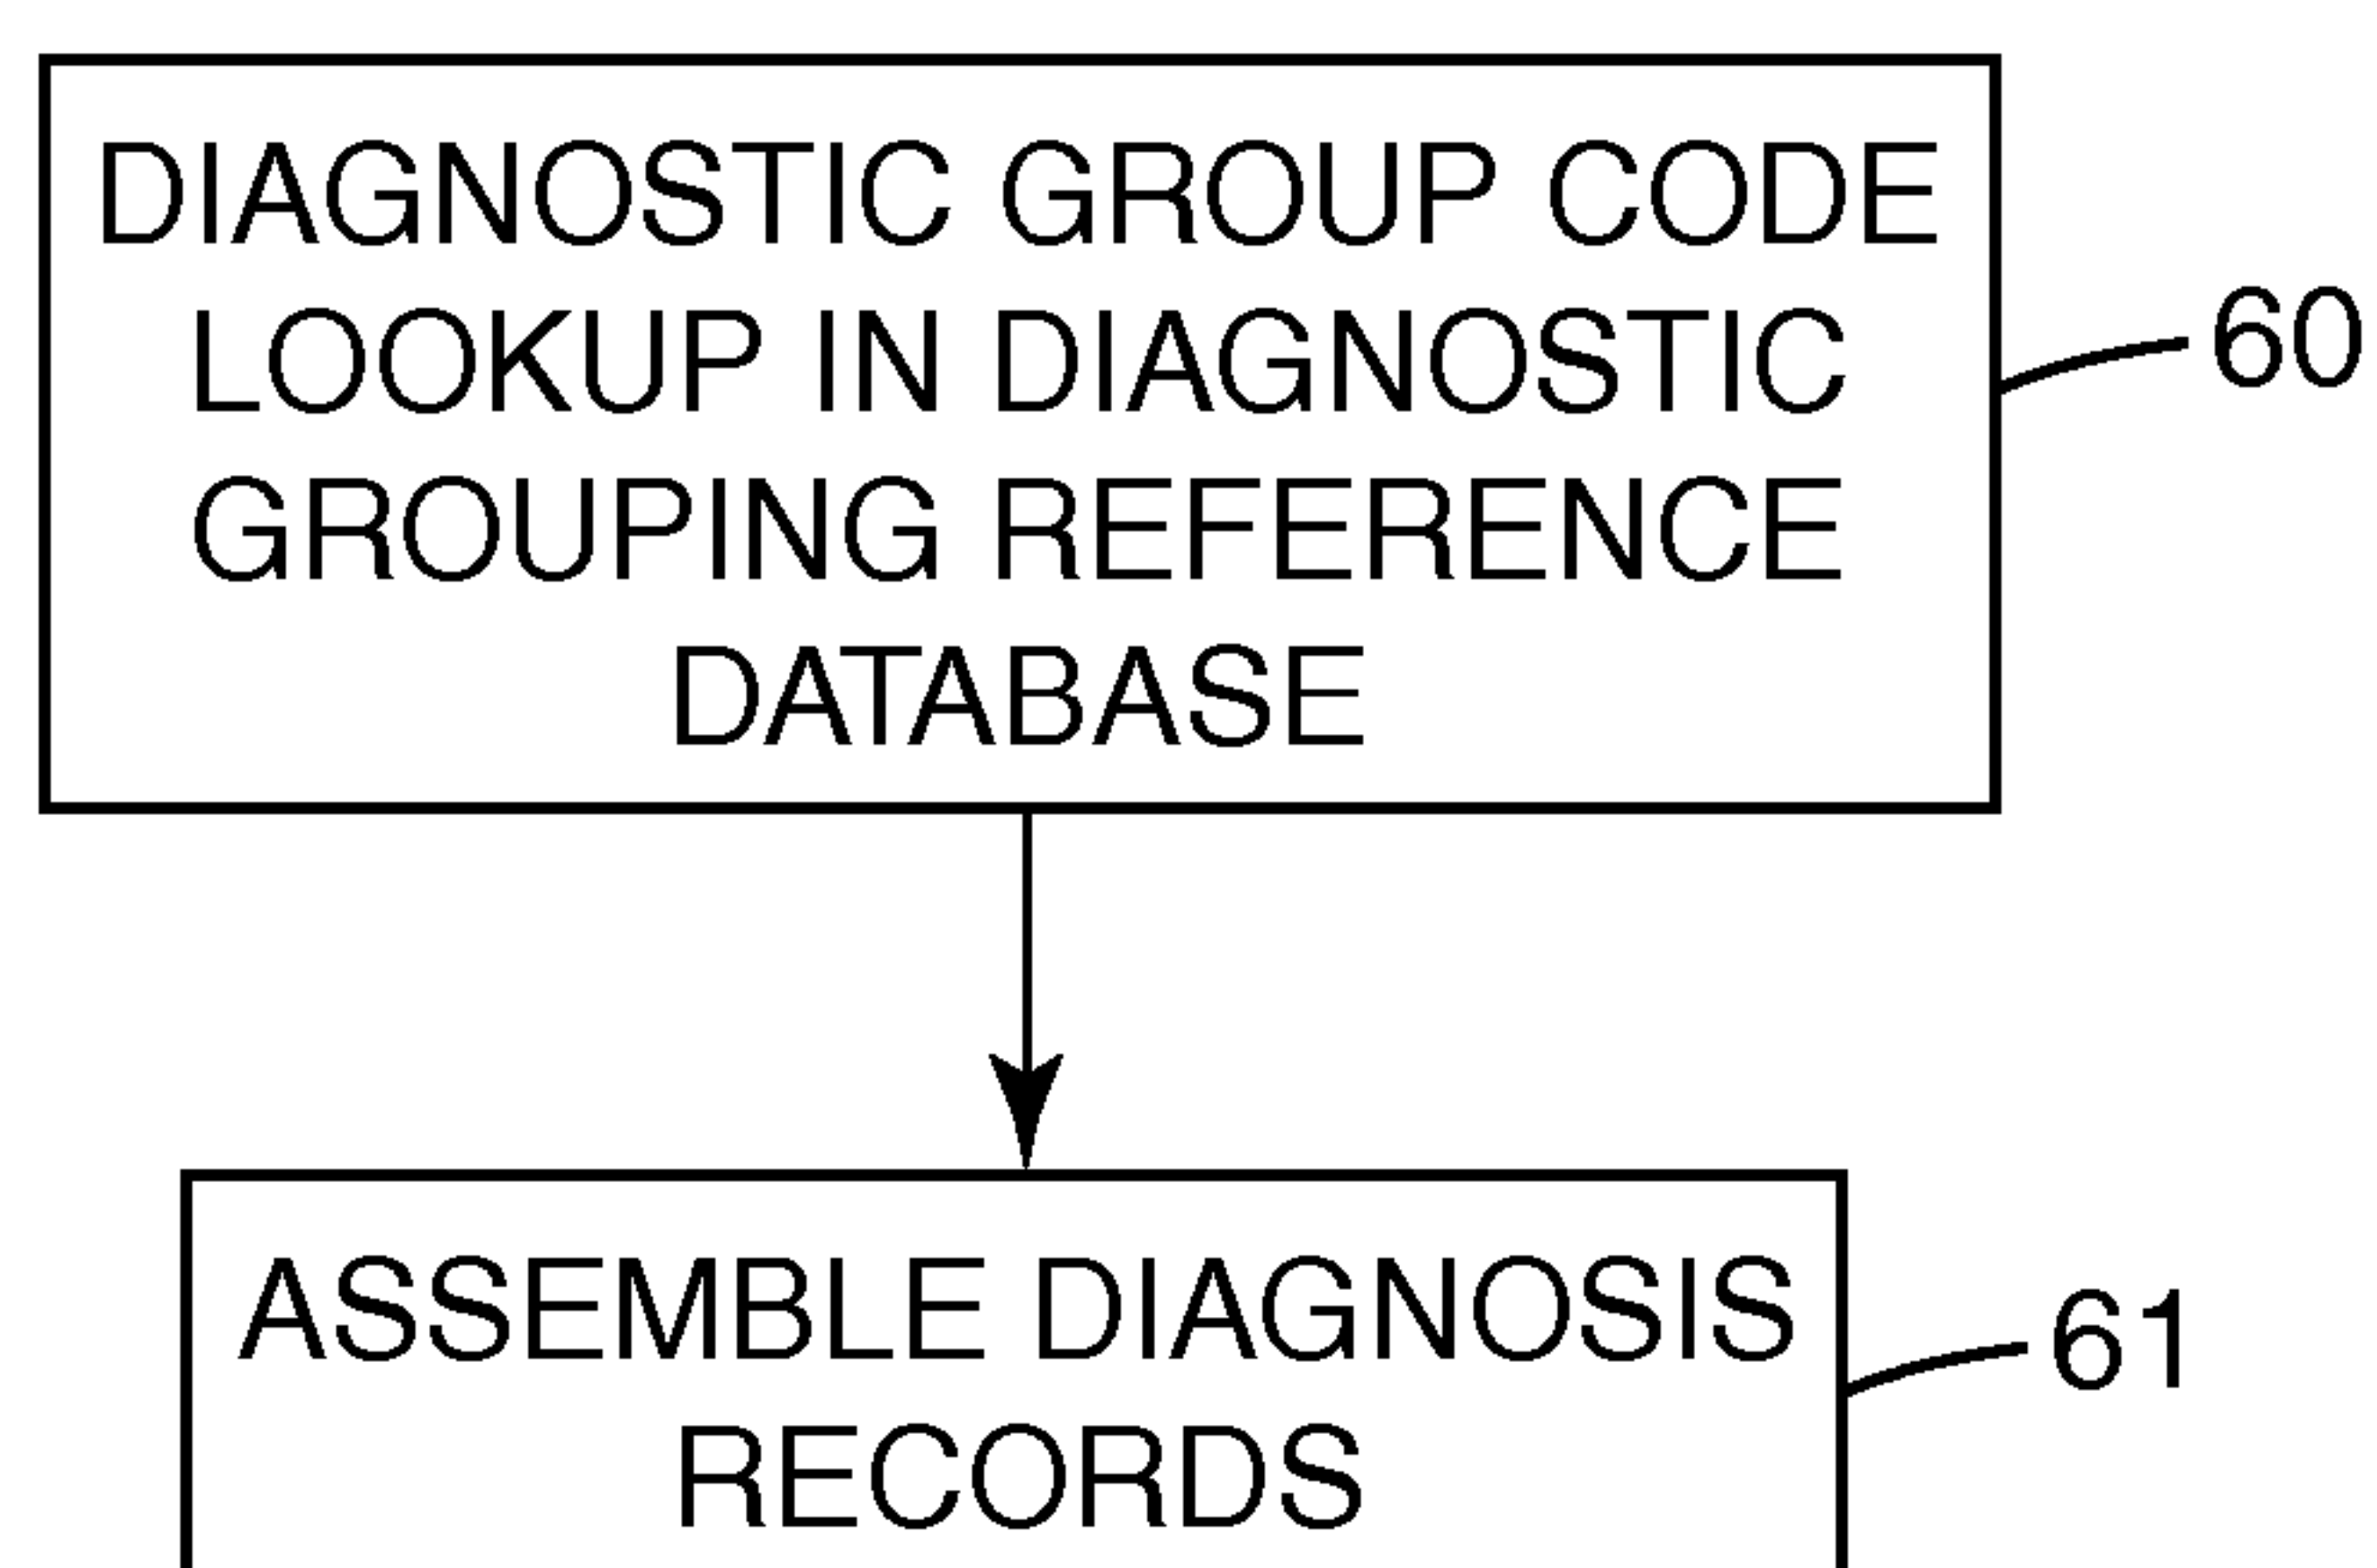 DIAGNOSTIC GROUP CODE
LOOKUP IN DIAGNOSTIC
GROUPING REFERENCE
DATABASE
60
ASSEMBLE DIAGNOSIS
RECORDS
61